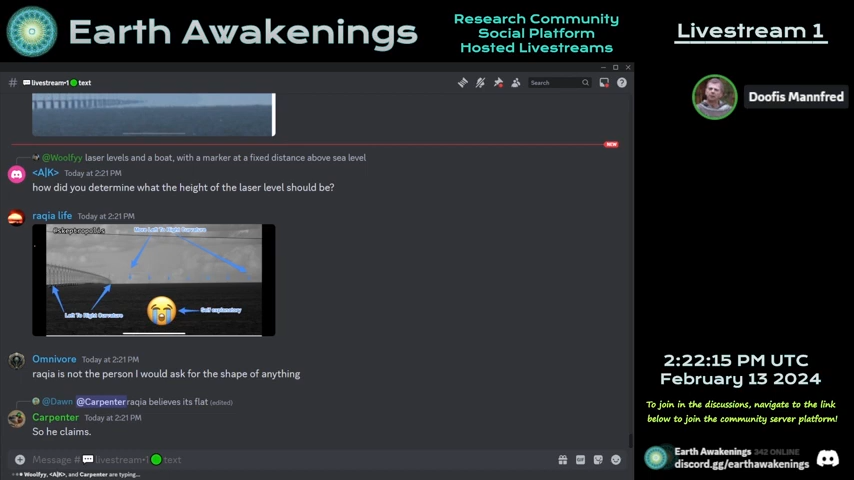 Earth Awakenings
Research Community
Social Platform
Hosted Livestreams
Livestream 1
# livestream-1 text
Search
Doofis Mannfred
NEW
@Woolfyy laser levels and a boat, with a marker at a fixed distance above sea level
<A|K> Today at 2:21 PM
how did you determine what the height of the laser level should be?
raqia life Today at 2:21 PM
@skeptropolis
More Left To Right Curvature
Left To Right Curvature
Self explanatory
Omnivore Today at 2:21 PM
raqia is not the person I would ask for the shape of anything
@Dawn @Carpenter raqia believes its flat (edited)
Carpenter Today at 2:21 PM
So he claims.
Message # livestream-1 text
GIF
Woolfyy, <A|K>, and Carpenter are typing...
2:22:15 PM UTC
February 13 2024
To join in the discussions, navigate to the link
below to join the community server platform!
Earth Awakenings 342 ONLINE
discord.gg/earthawakenings